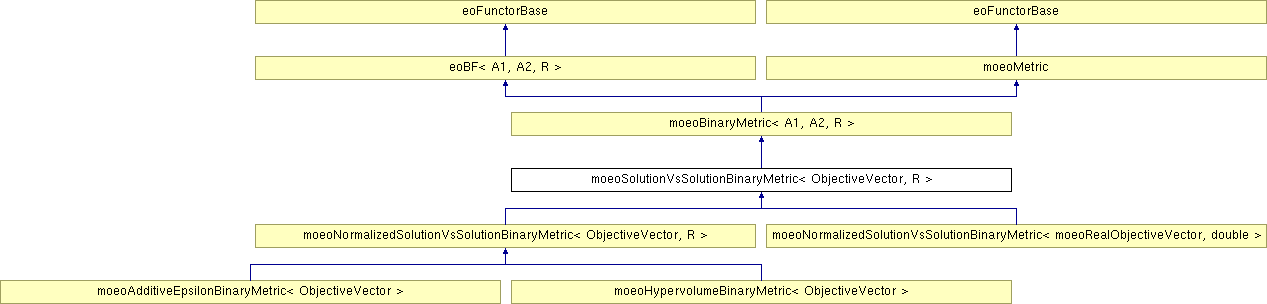 eoFunctorBase
eoFunctorBase
eoBF< A1, A2, R >
moeoMetric
moeoBinaryMetric< A1, A2, R >
moeoSolutionVsSolutionBinaryMetric< ObjectiveVector, R >
moeoNormalizedSolutionVsSolutionBinaryMetric< ObjectiveVector, R >
moeoNormalizedSolutionVsSolutionBinaryMetric< moeoRealObjectiveVector, double >
moeoAdditiveEpsilonBinaryMetric< ObjectiveVector >
moeoHypervolumeBinaryMetric< ObjectiveVector >